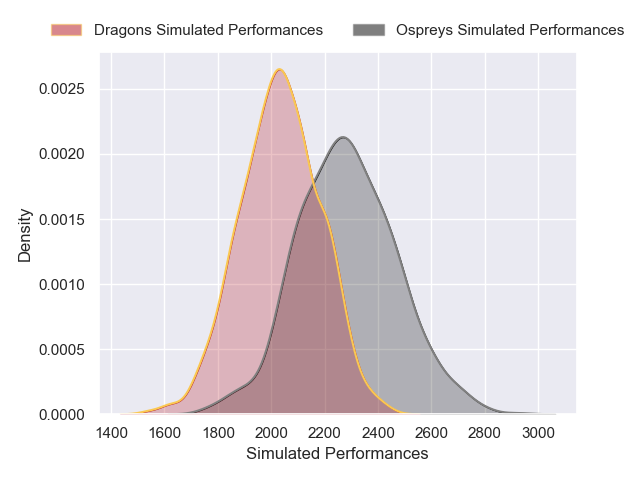 Dragons Simulated Performances Ospreys Simulated Performances
0.0025
0.0020
0.0015
0.0010
0.0005
0.0000
Density
1400 1600 1800 2000 2200 2400 2600 2800 3000
Simulated Performances